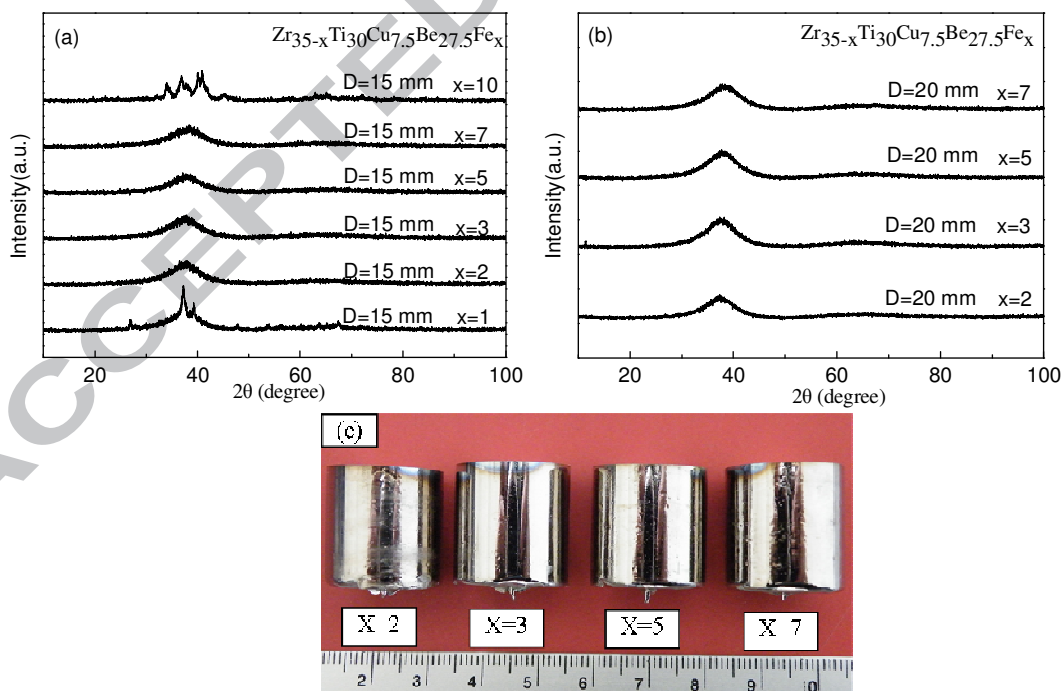 ACCEPTED
(a) Zr35-xTi30Cu7.5Be27.5Fex
D=15 mm x=10
D=15 mm x=7
D=15 mm x=5
D=15 mm x=3
D=15 mm x=2
D=15 mm x=1
Intensity(a.u.)
20 40 60 80 100
2θ (degree)
(b) Zr35-xTi30Cu7.5Be27.5Fex
D=20 mm x=7
D=20 mm x=5
D=20 mm x=3
D=20 mm x=2
Intensity(a.u.)
20 40 60 80 100
2θ (degree)
(c)
X 2 X=3 X=5 X 7
2 3 4 5 6 7 8 9 10